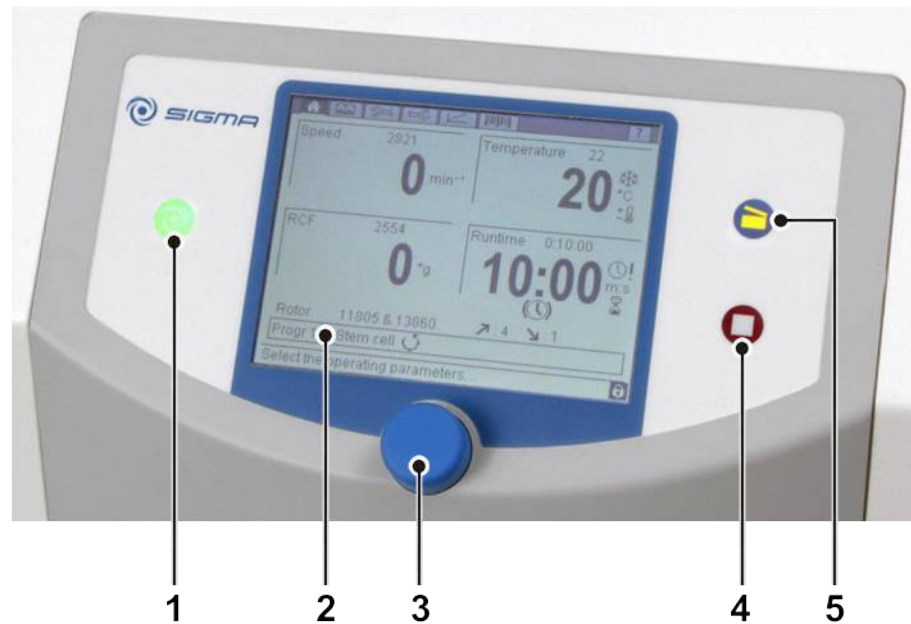 SIGMA
?
Speed 2821
0 min⁻¹
Temperature 22
20 °C
RCF 2554
0 *g
Runtime 0:10:00
10:00 m:s
Rotor 11805 & 13860
↗ : 4 ↘ : 1
Progr Stem cell
Select the operating parameters...
1 2 3 4 5